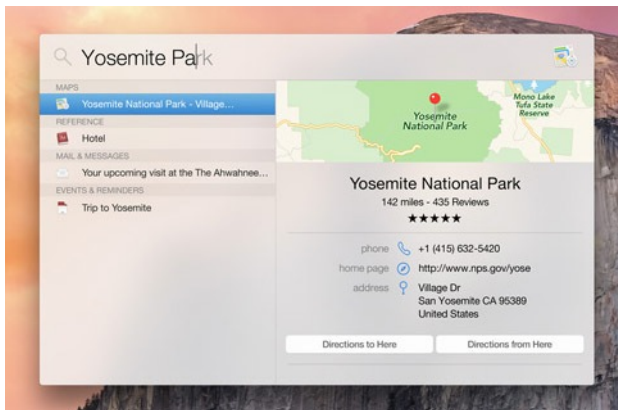 Yosemite Park
MAPS
Yosemite National Park - Village...
REFERENCE
Hotel
MAIL & MESSAGES
Your upcoming visit at the The Ahwahnee...
EVENTS & REMINDERS
Trip to Yosemite
Yosemite
National Park
Mono Lake
Tufa State
Reserve
Yosemite National Park
142 miles - 435 Reviews
★★★★★
phone +1 (415) 632-5420
home page http://www.nps.gov/yose
address Village Dr
San Yosemite CA 95389
United States
Directions to Here
Directions from Here